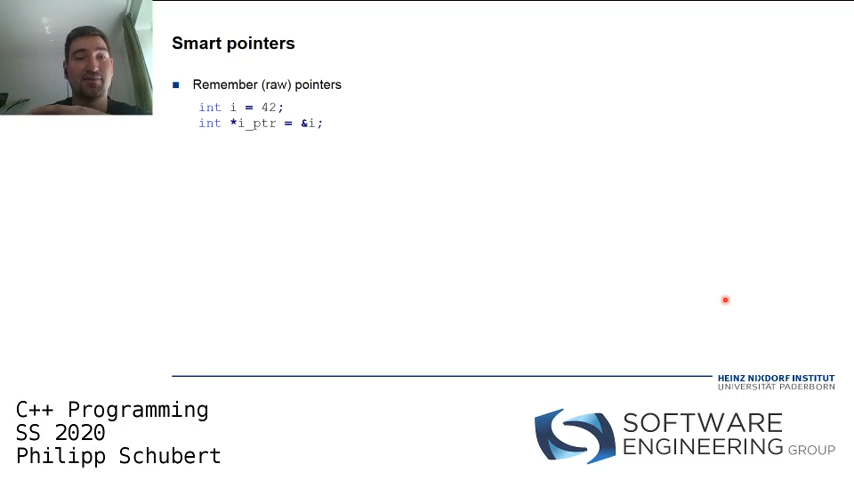 Smart pointers
Remember (raw) pointers
int i = 42;
int *i_ptr = &i;
HEINZ NIXDORF INSTITUT
UNIVERSITÄT PADERBORN
C++ Programming
SS 2020
Philipp Schubert
SOFTWARE
ENGINEERING GROUP